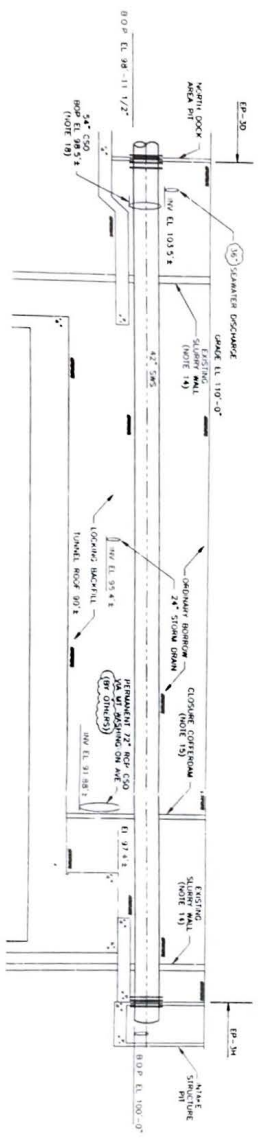 EP-3D
EP-3H
NORTH DOCK
AREA PIT
36" SEAWATER DISCHARGE
INV EL 103.5'±
GRADE EL 110'-0"
EXISTING
SLURRY WALL
(NOTE 14)
ORDINARY BORROW
24" STORM DRAIN
CLOSURE COFFERDAM
(NOTE 15)
EXISTING
SLURRY WALL
(NOTE 14)
INTAKE
STRUCTURE
PIT
BOP EL 98'-11 1/2"
42" SWS
BOP EL 100'-0"
54" CSO
BOP EL 98.5'±
(NOTE 18)
INV EL 95.4'±
LOCKING BACKFILL
TUNNEL ROOF 90'±
PERMANENT 72" RCP CSO
VIA MT. WASHINGTON AVE
(BY OTHERS)
INV EL 91.88'±
EL 97.4'±